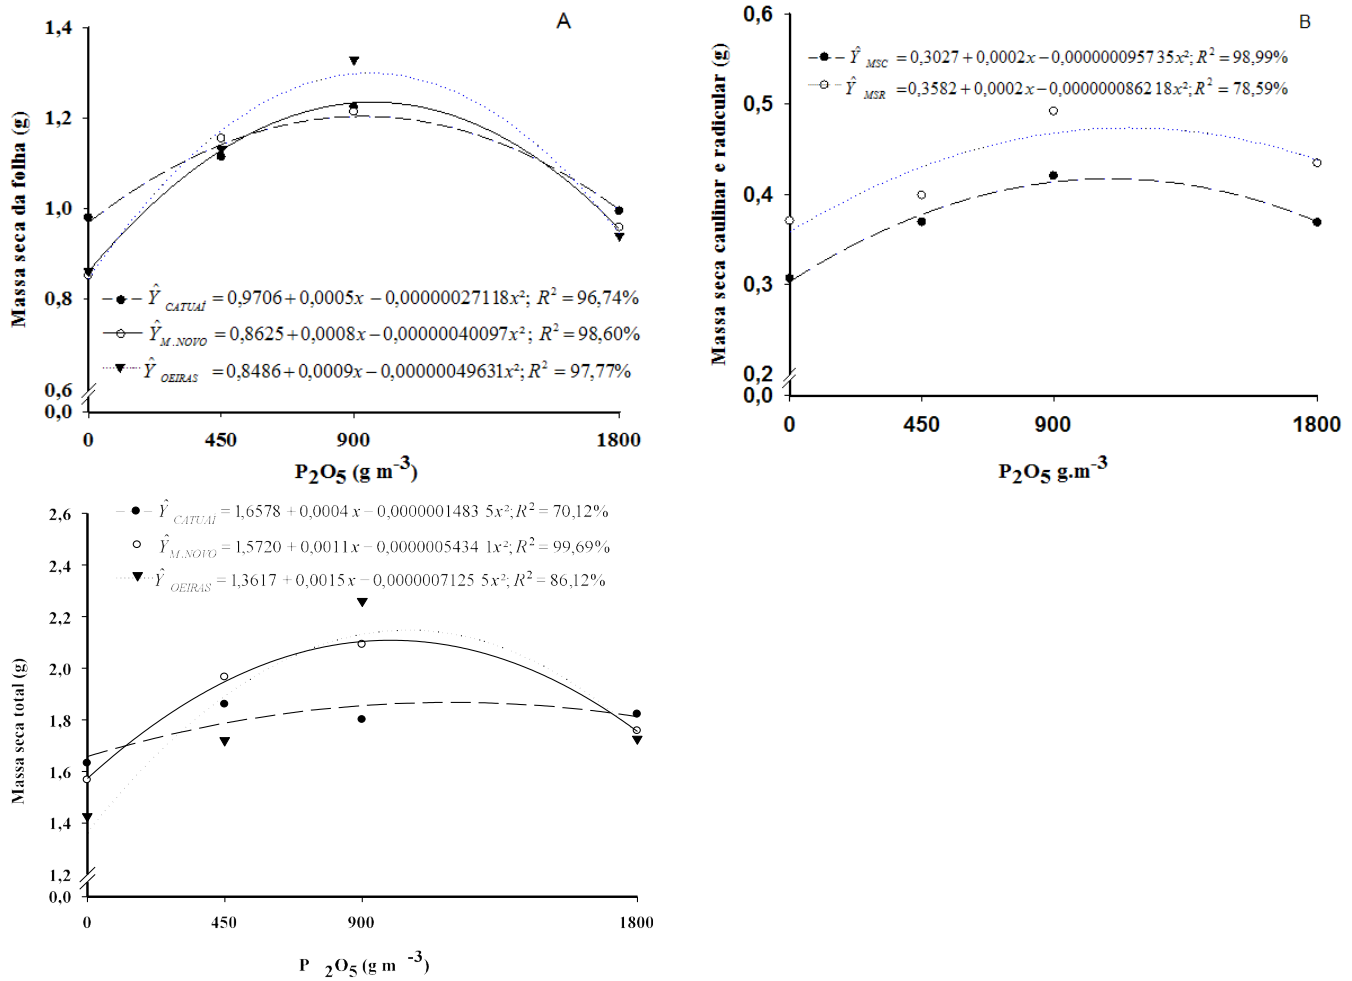 A
1,4
1,2
1,0
0,8
0,6
0,0
Massa seca da folha (g)
Ŷ CATUAÍ = 0,9706 + 0,0005x − 0,00000027118x²; R² = 96,74%
Ŷ M.NOVO = 0,8625 + 0,0008x − 0,00000040097x²; R² = 98,60%
Ŷ OEIRAS = 0,8486 + 0,0009x − 0,00000049631x²; R² = 97,77%
0 450 900 1800
P₂O₅ (g m⁻³)
B
0,6
0,5
0,4
0,3
0,2
0,0
Massa seca caulinar e radicular (g)
Ŷ MSC = 0,3027 + 0,0002x − 0,000000095735x²; R² = 98,99%
Ŷ MSR = 0,3582 + 0,0002x − 0,000000086218x²; R² = 78,59%
0 450 900 1800
P₂O₅ g.m⁻³
2,6
2,4
2,2
2,0
1,8
1,6
1,4
1,2
0,0
Massa seca total (g)
Ŷ CATUAÍ = 1,6578 + 0,0004 x − 0,0000001483 5x²; R² = 70,12%
Ŷ M.NOVO = 1,5720 + 0,0011x − 0,0000005434 1x²; R² = 99,69%
Ŷ OEIRAS = 1,3617 + 0,0015x − 0,0000007125 5x²; R² = 86,12%
0 450 900 1800
P ₂O₅ (g m ⁻³)